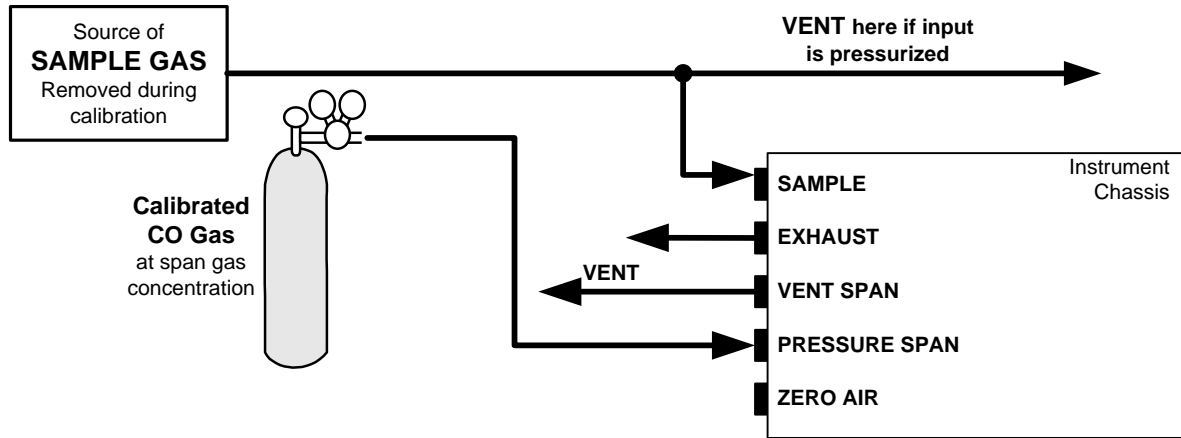 Source of
SAMPLE GAS
Removed during
calibration
VENT here if input
is pressurized
Calibrated
CO Gas
at span gas
concentration
VENT
Instrument
Chassis
SAMPLE
EXHAUST
VENT SPAN
PRESSURE SPAN
ZERO AIR